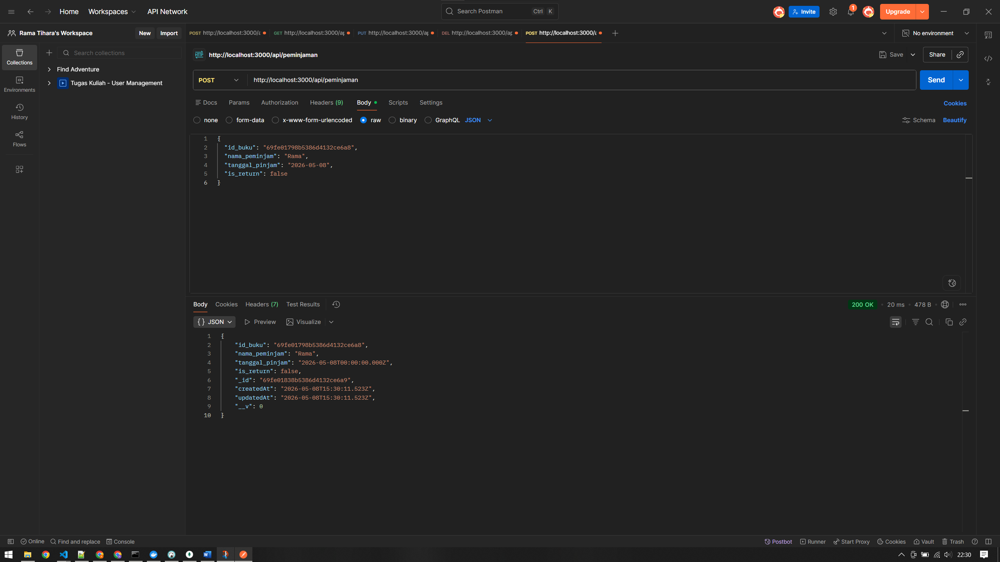 Home
Workspaces
API Network
Search Postman
Ctrl K
Invite
1
Upgrade
Rama Tihara's Workspace
New
Import
POST http://localhost:3000/a
GET http://localhost:3000/ap
PUT http://localhost:3000/ap
DEL http://localhost:3000/ap
POST http://localhost:3000/a
No environment
Collections
Environments
History
Flows
Search collections
Find Adventure
Tugas Kuliah - User Management
HTTP
http://localhost:3000/api/peminjaman
Save
Share
POST
http://localhost:3000/api/peminjaman
Send
Docs
Params
Authorization
Headers (9)
Body
Scripts
Settings
Cookies
none
form-data
x-www-form-urlencoded
raw
binary
GraphQL
JSON
Schema
Beautify
1 {
2 "id_buku": "69fe01798b5386d4132ce6a8",
3 "nama_peminjam": "Rama",
4 "tanggal_pinjam": "2026-05-08",
5 "is_return": false
6 }
Body
Cookies
Headers (7)
Test Results
200 OK
20 ms
478 B
{} JSON
Preview
Visualize
1 {
2 "id_buku": "69fe01798b5386d4132ce6a8",
3 "nama_peminjam": "Rama",
4 "tanggal_pinjam": "2026-05-08T00:00:00.000Z",
5 "is_return": false,
6 "_id": "69fe01838b5386d4132ce6a9",
7 "createdAt": "2026-05-08T15:30:11.523Z",
8 "updatedAt": "2026-05-08T15:30:11.523Z",
9 "__v": 0
10 }
Online
Find and replace
Console
Postbot
Runner
Start Proxy
Cookies
Vault
Trash
22:30